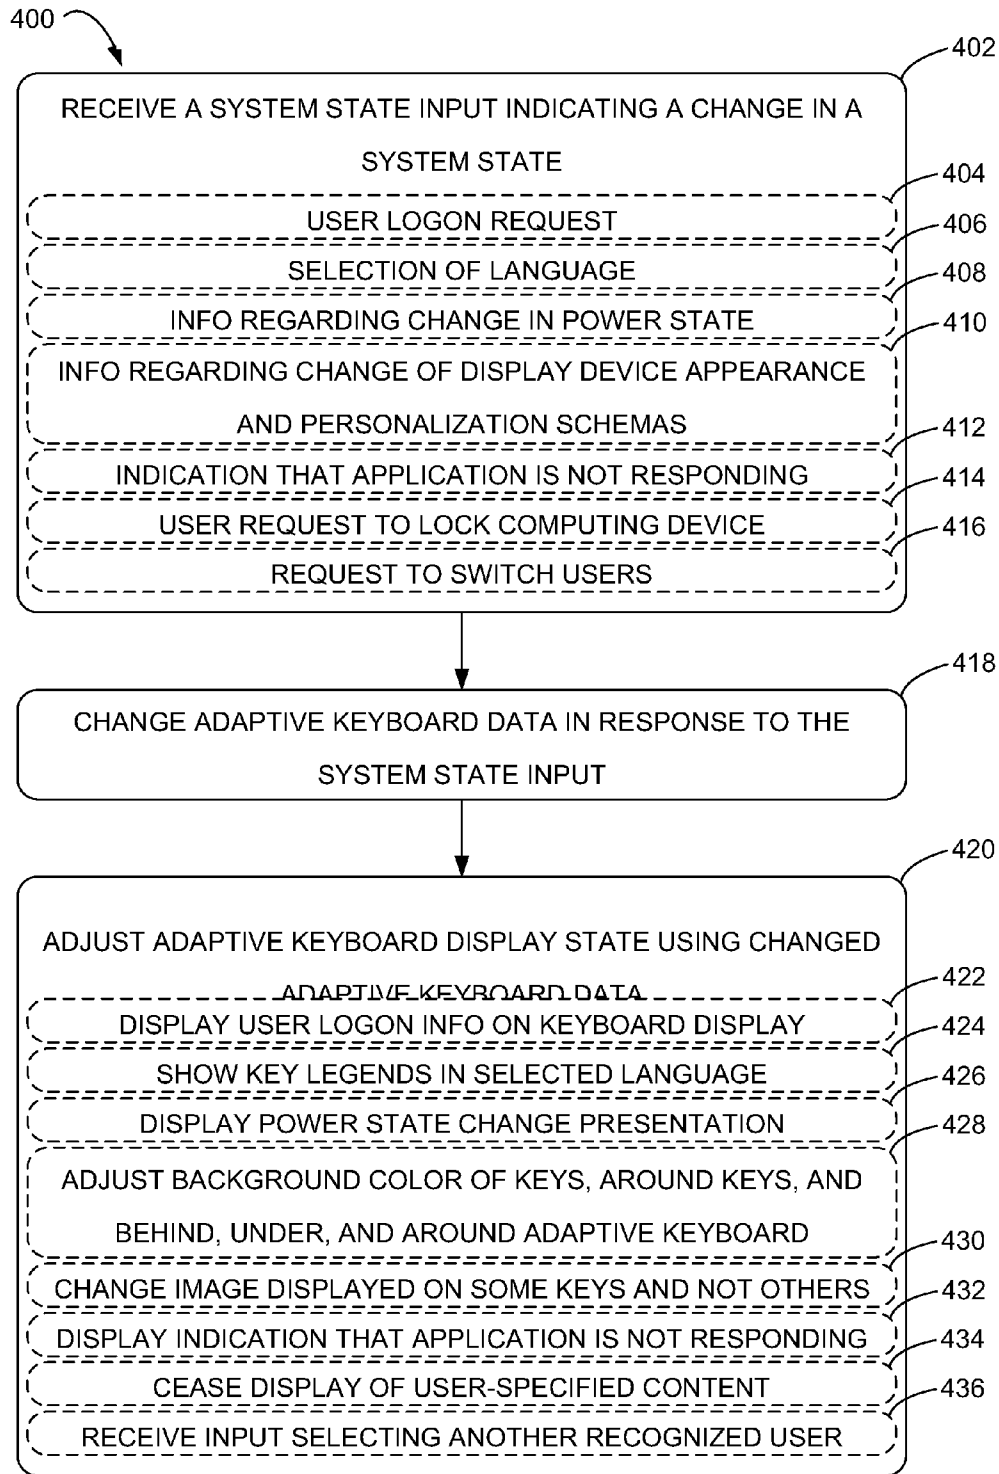 400
402
RECEIVE A SYSTEM STATE INPUT INDICATING A CHANGE IN A
SYSTEM STATE
404
USER LOGON REQUEST
406
SELECTION OF LANGUAGE
408
INFO REGARDING CHANGE IN POWER STATE
410
INFO REGARDING CHANGE OF DISPLAY DEVICE APPEARANCE
AND PERSONALIZATION SCHEMAS
412
INDICATION THAT APPLICATION IS NOT RESPONDING
414
USER REQUEST TO LOCK COMPUTING DEVICE
416
REQUEST TO SWITCH USERS
418
CHANGE ADAPTIVE KEYBOARD DATA IN RESPONSE TO THE
SYSTEM STATE INPUT
420
ADJUST ADAPTIVE KEYBOARD DISPLAY STATE USING CHANGED
ADAPTIVE KEYBOARD DATA
422
DISPLAY USER LOGON INFO ON KEYBOARD DISPLAY
424
SHOW KEY LEGENDS IN SELECTED LANGUAGE
426
DISPLAY POWER STATE CHANGE PRESENTATION
428
ADJUST BACKGROUND COLOR OF KEYS, AROUND KEYS, AND
BEHIND, UNDER, AND AROUND ADAPTIVE KEYBOARD
430
CHANGE IMAGE DISPLAYED ON SOME KEYS AND NOT OTHERS
432
DISPLAY INDICATION THAT APPLICATION IS NOT RESPONDING
434
CEASE DISPLAY OF USER-SPECIFIED CONTENT
436
RECEIVE INPUT SELECTING ANOTHER RECOGNIZED USER